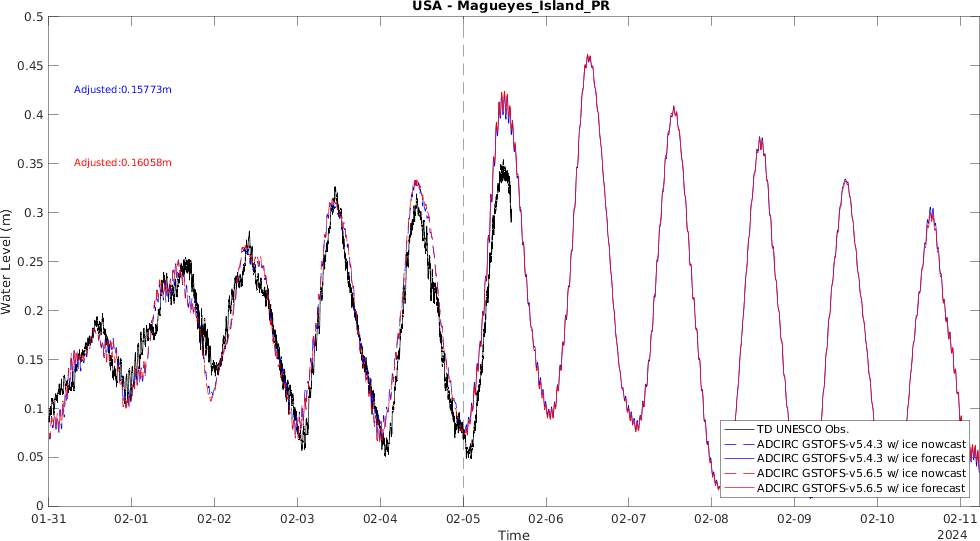 USA - Magueyes_Island_PR
0.5
0.45
0.4
0.35
0.3
0.25
0.2
0.15
0.1
0.05
0
Water Level (m)
Adjusted:0.15773m
Adjusted:0.16058m
TD UNESCO Obs.
ADCIRC GSTOFS-v5.4.3 w/ ice nowcast
ADCIRC GSTOFS-v5.4.3 w/ ice forecast
ADCIRC GSTOFS-v5.6.5 w/ ice nowcast
ADCIRC GSTOFS-v5.6.5 w/ ice forecast
01-31 02-01 02-02 02-03 02-04 02-05 02-06 02-07 02-08 02-09 02-10 02-11
Time
2024